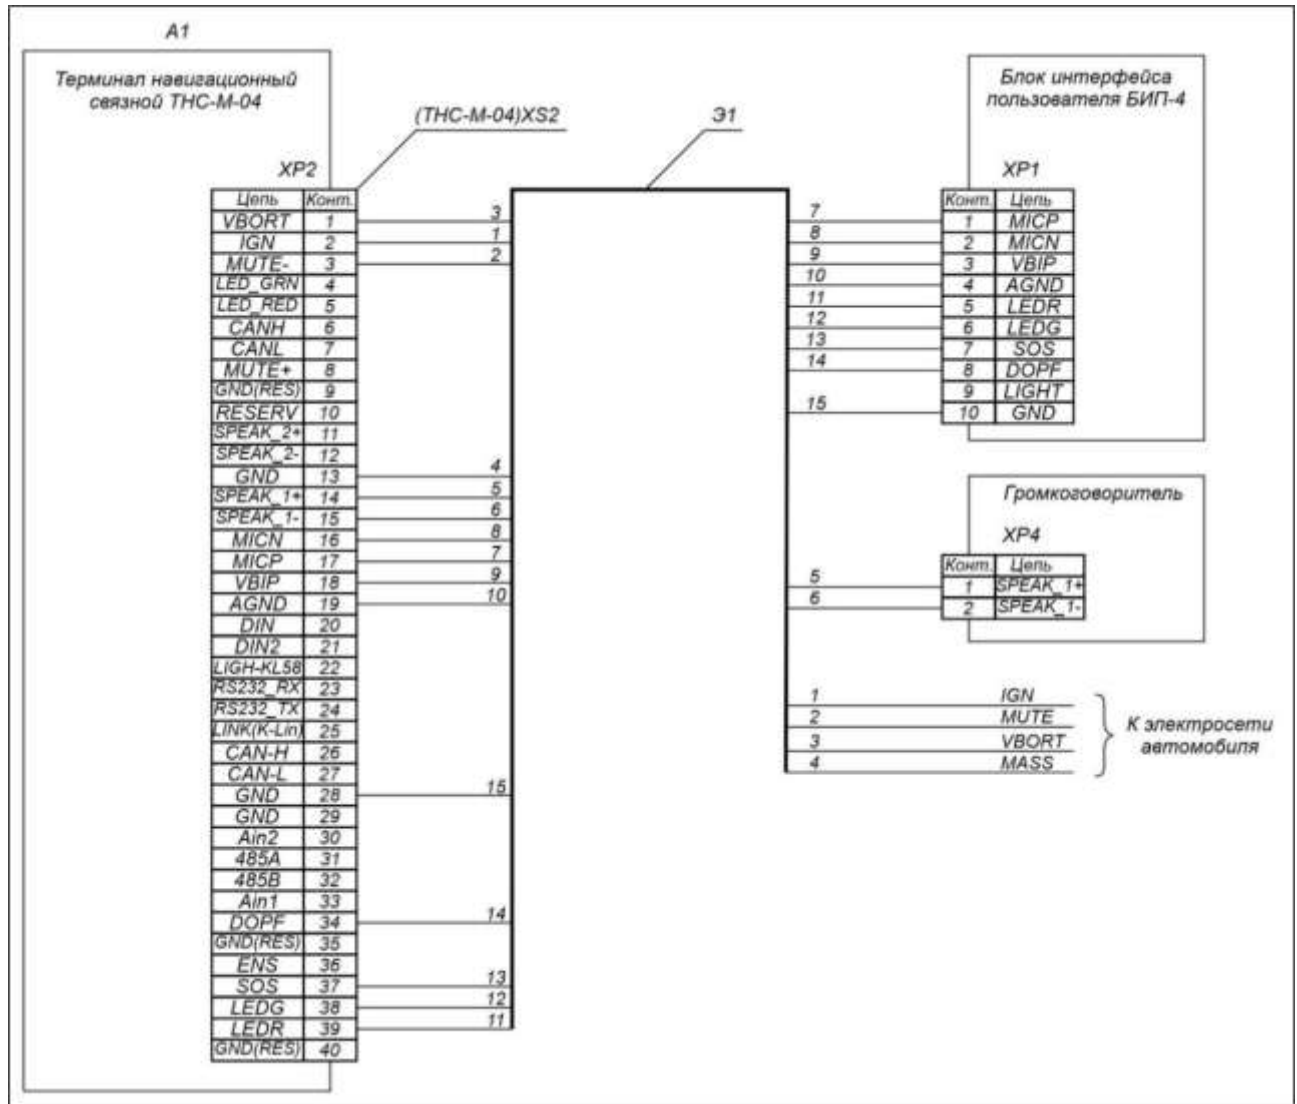 A1
Терминал навигационный
связной ТНС-М-04
(ТНС-М-04)XS2
Э1
Блок интерфейса
пользователя БИП-4
XP2
Цепь Конт.
VBORT 1 3
IGN 2 1
MUTE- 3 2
LED_GRN 4
LED_RED 5
CANH 6
CANL 7
MUTE+ 8
GND(RES) 9
RESERV 10
SPEAK_2+ 11
SPEAK_2- 12
GND 13 4
SPEAK_1+ 14 5
SPEAK_1- 15 6
MICN 16 8
MICP 17 7
VBIP 18 9
AGND 19 10
DIN 20
DIN2 21
LIGH-KL58 22
RS232_RX 23
RS232_TX 24
LINK(K-Lin) 25
CAN-H 26
CAN-L 27
GND 28 15
GND 29
Ain2 30
485A 31
485B 32
Ain1 33
DOPF 34 14
GND(RES) 35
ENS 36
SOS 37 13
LEDG 38 12
LEDR 39 11
GND(RES) 40
XP1
Конт. Цепь
7 1 MICP
8 2 MICN
9 3 VBIP
10 4 AGND
11 5 LEDR
12 6 LEDG
13 7 SOS
14 8 DOPF
9 LIGHT
15 10 GND
Громкоговоритель
XP4
Конт. Цепь
5 1 SPEAK_1+
6 2 SPEAK_1-
1 IGN
2 MUTE
3 VBORT
4 MASS
К электросети
автомобиля